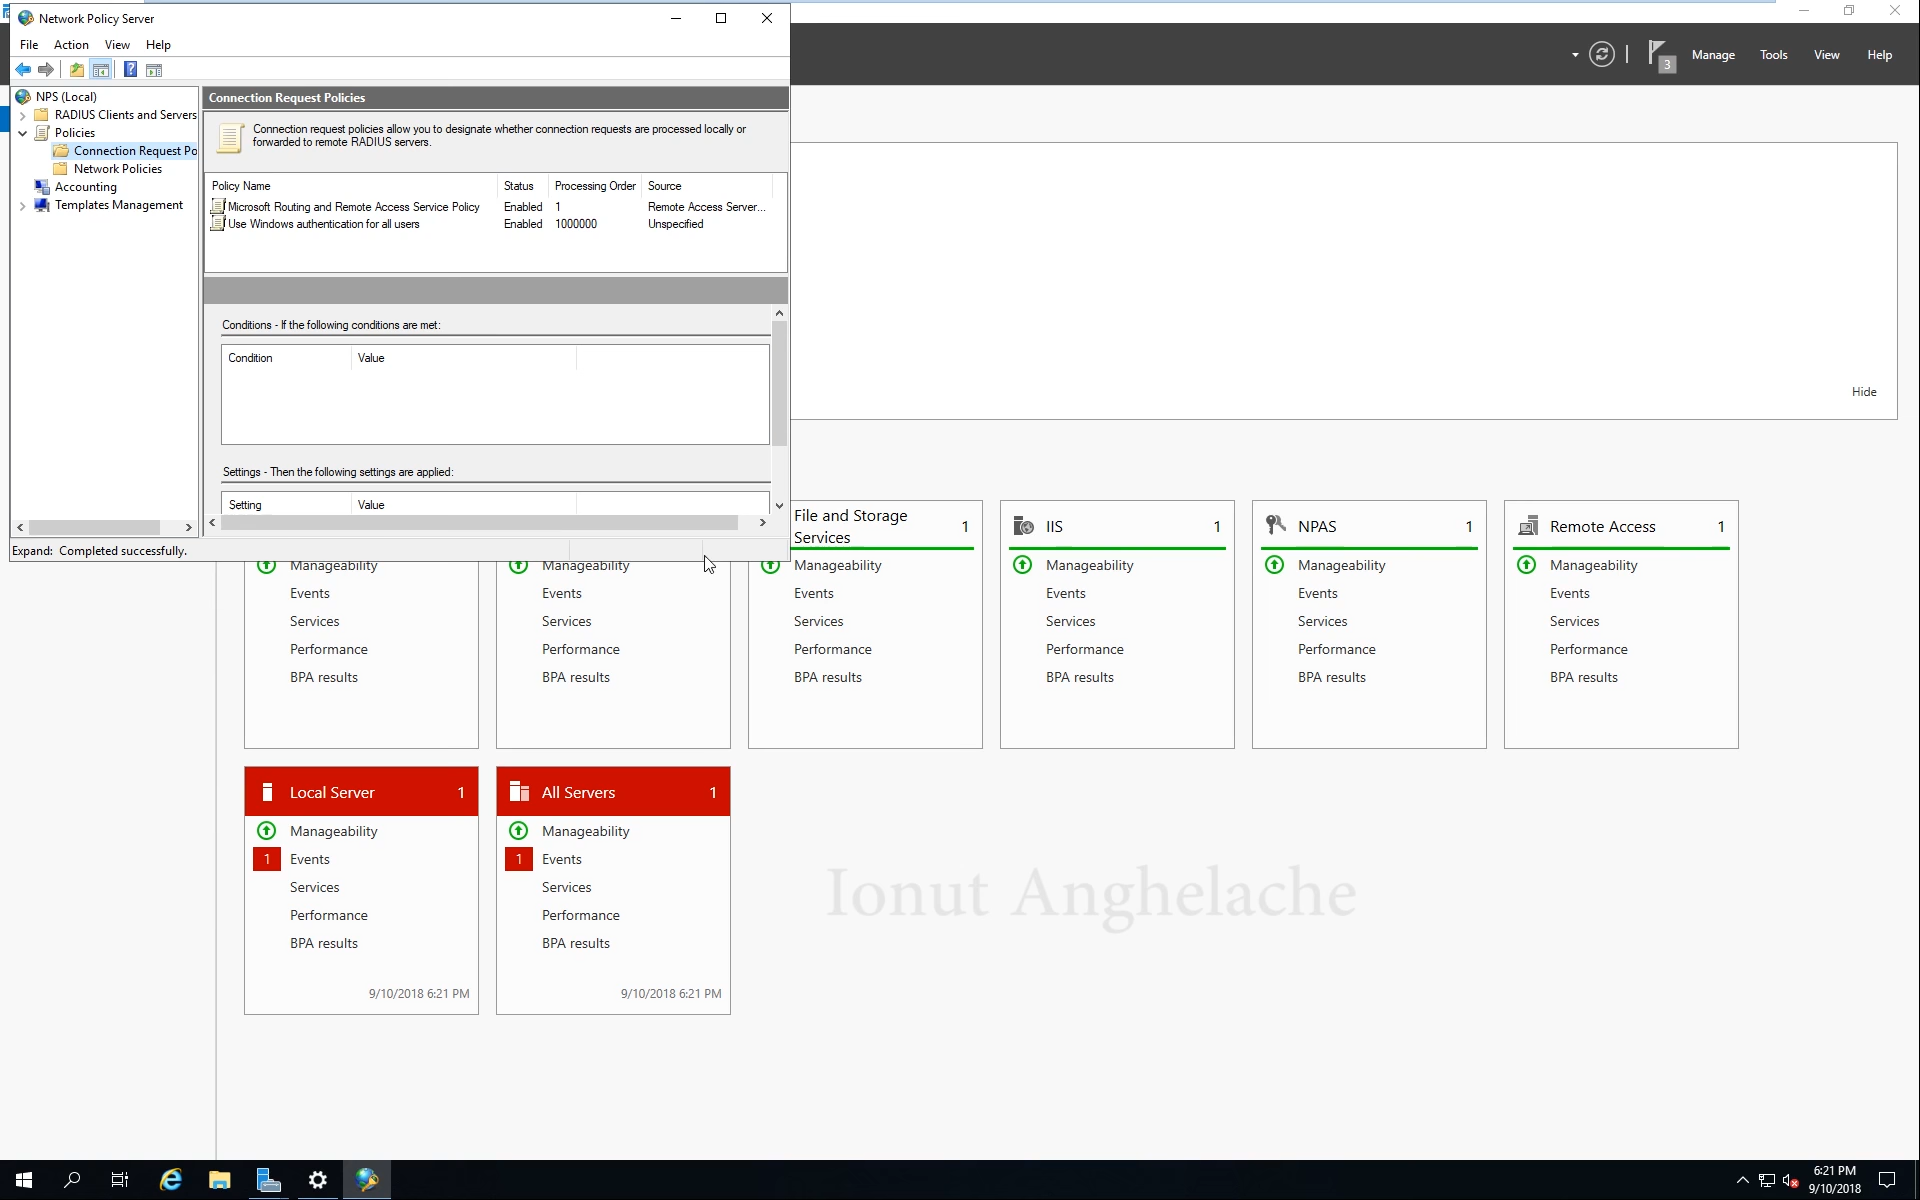 Network Policy Server
File Action View Help
NPS (Local)
RADIUS Clients and Servers
Policies
Connection Request Po
Network Policies
Accounting
Templates Management
Connection Request Policies
Connection request policies allow you to designate whether connection requests are processed locally or
forwarded to remote RADIUS servers.
Policy Name Status Processing Order Source
Microsoft Routing and Remote Access Service Policy Enabled 1 Remote Access Server...
Use Windows authentication for all users Enabled 1000000 Unspecified
Conditions - If the following conditions are met:
Condition Value
Settings - Then the following settings are applied:
Setting Value
Expand: Completed successfully.
3 Manage Tools View Help
Hide
Manageability
Events
Services
Performance
BPA results
Manageability
Events
Services
Performance
BPA results
File and Storage
Services 1
Manageability
Events
Services
Performance
BPA results
IIS 1
Manageability
Events
Services
Performance
BPA results
NPAS 1
Manageability
Events
Services
Performance
BPA results
Remote Access 1
Manageability
Events
Services
Performance
BPA results
Local Server 1
Manageability
1 Events
Services
Performance
BPA results
9/10/2018 6:21 PM
All Servers 1
Manageability
1 Events
Services
Performance
BPA results
9/10/2018 6:21 PM
Ionut Anghelache
6:21 PM
9/10/2018